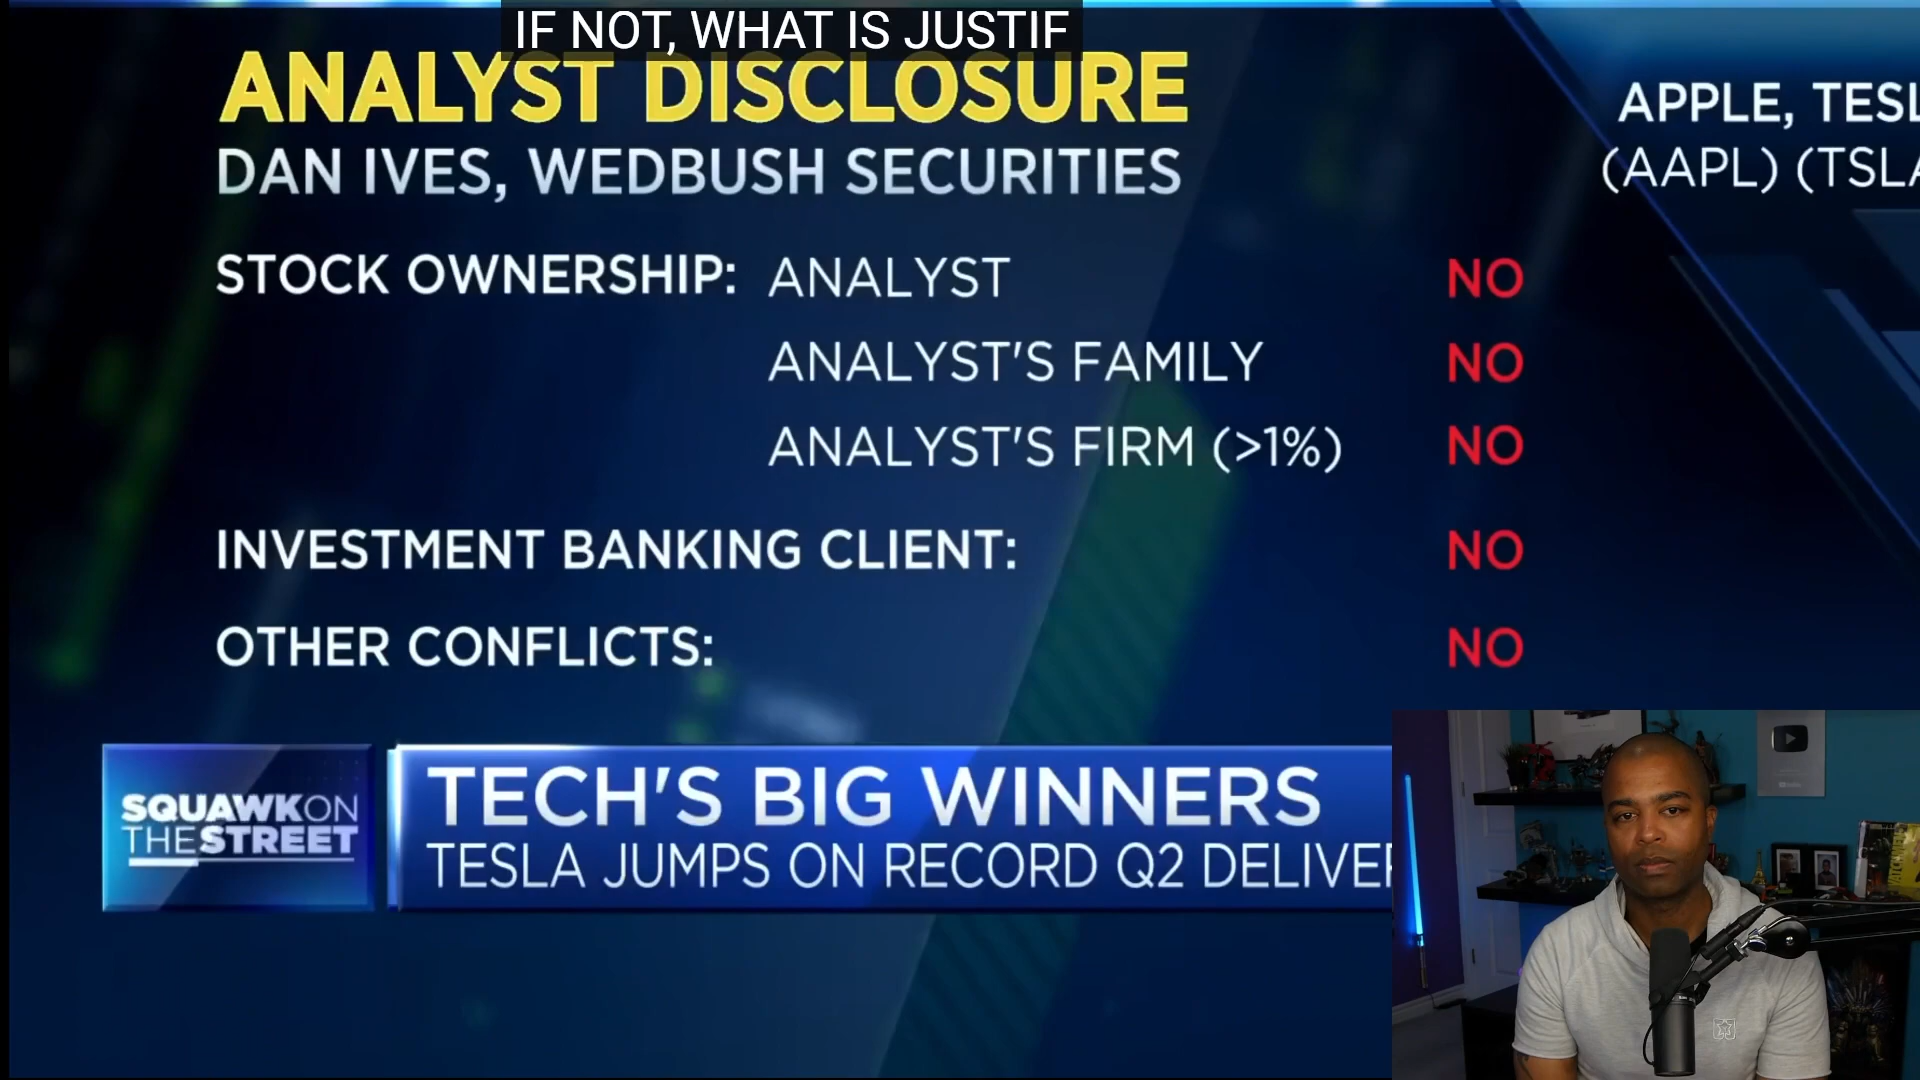 IF NOT, WHAT IS JUSTIF
ANALYST DISCLOSURE
DAN IVES, WEDBUSH SECURITIES
APPLE, TESL
(AAPL) (TSLA
STOCK OWNERSHIP: ANALYST NO
ANALYST'S FAMILY NO
ANALYST'S FIRM (>1%) NO
INVESTMENT BANKING CLIENT: NO
OTHER CONFLICTS: NO
SQUAWK ON
THE STREET
TECH'S BIG WINNERS
TESLA JUMPS ON RECORD Q2 DELIVER